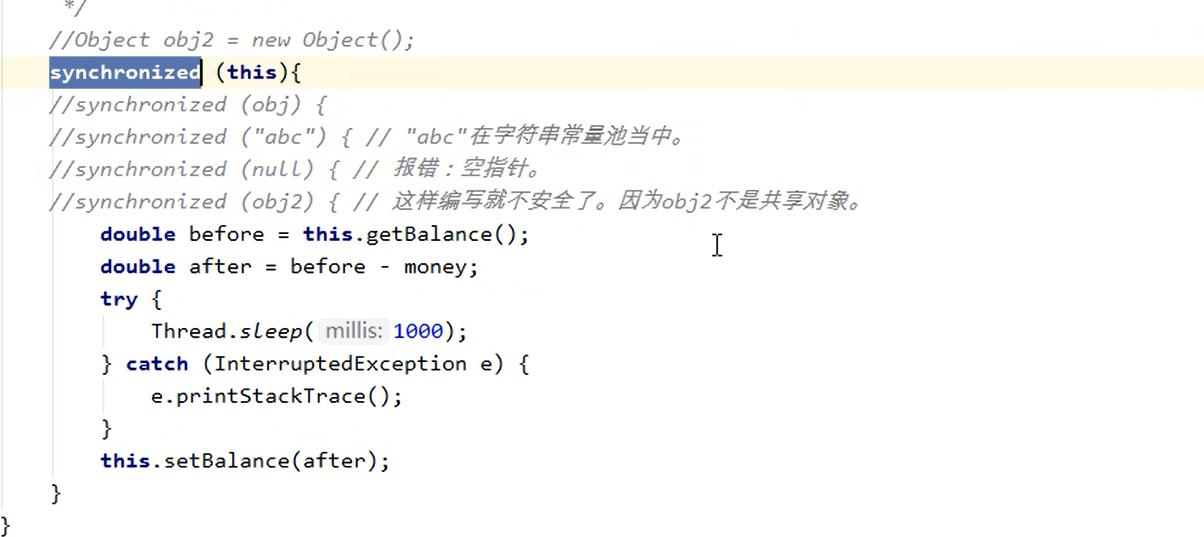 */
//Object obj2 = new Object();
synchronized (this){
//synchronized (obj) {
//synchronized ("abc") { // "abc"在字符串常量池当中。
//synchronized (null) { // 报错：空指针。
//synchronized (obj2) { // 这样编写就不安全了。因为obj2不是共享对象。
double before = this.getBalance();
double after = before - money;
try {
Thread.sleep( millis: 1000);
} catch (InterruptedException e) {
e.printStackTrace();
}
this.setBalance(after);
}
}